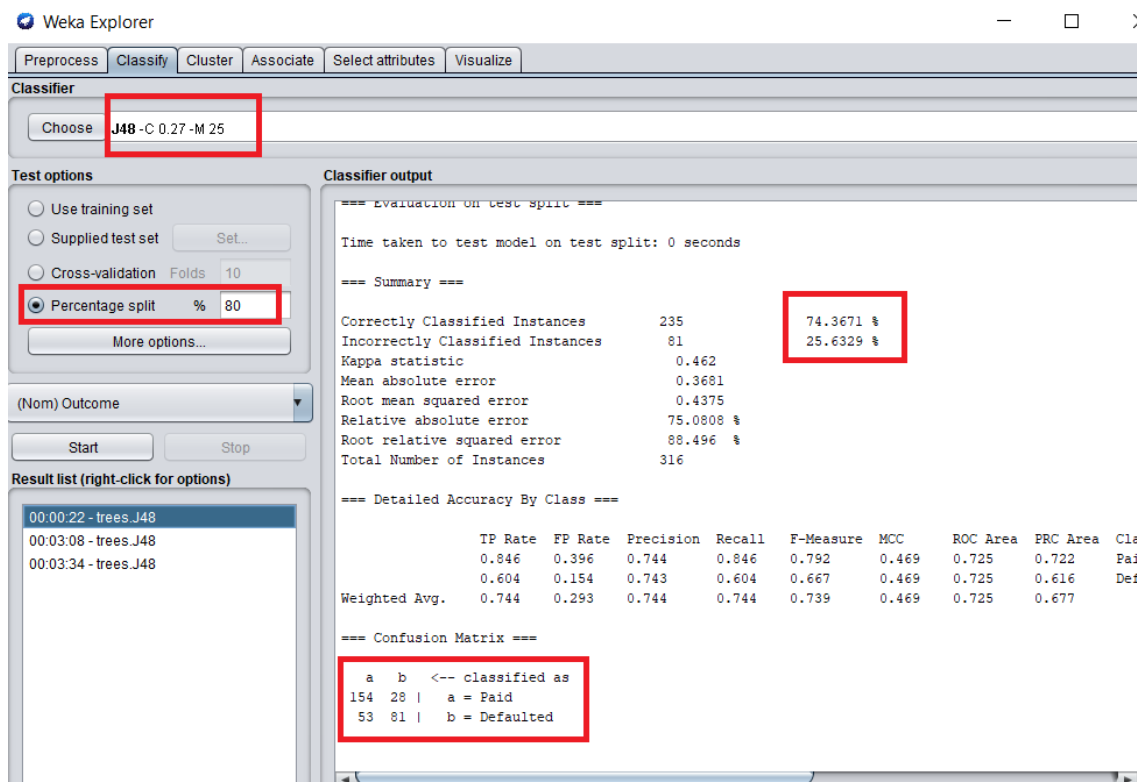 Weka Explorer
Preprocess Classify Cluster Associate Select attributes Visualize
Classifier
Choose J48 -C 0.27 -M 25
Test options
Use training set
Supplied test set Set...
Cross-validation Folds 10
Percentage split % 80
More options...
(Nom) Outcome
Start Stop
Result list (right-click for options)
00:00:22 - trees.J48
00:03:08 - trees.J48
00:03:34 - trees.J48
Classifier output
=== Evaluation on test split ===
Time taken to test model on test split: 0 seconds
=== Summary ===
Correctly Classified Instances 235 74.3671 %
Incorrectly Classified Instances 81 25.6329 %
Kappa statistic 0.462
Mean absolute error 0.3681
Root mean squared error 0.4375
Relative absolute error 75.0808 %
Root relative squared error 88.496 %
Total Number of Instances 316
=== Detailed Accuracy By Class ===
TP Rate FP Rate Precision Recall F-Measure MCC ROC Area PRC Area Cla
0.846 0.396 0.744 0.846 0.792 0.469 0.725 0.722 Pai
0.604 0.154 0.743 0.604 0.667 0.469 0.725 0.616 Def
Weighted Avg. 0.744 0.293 0.744 0.744 0.739 0.469 0.725 0.677
=== Confusion Matrix ===
a b <-- classified as
154 28 | a = Paid
53 81 | b = Defaulted